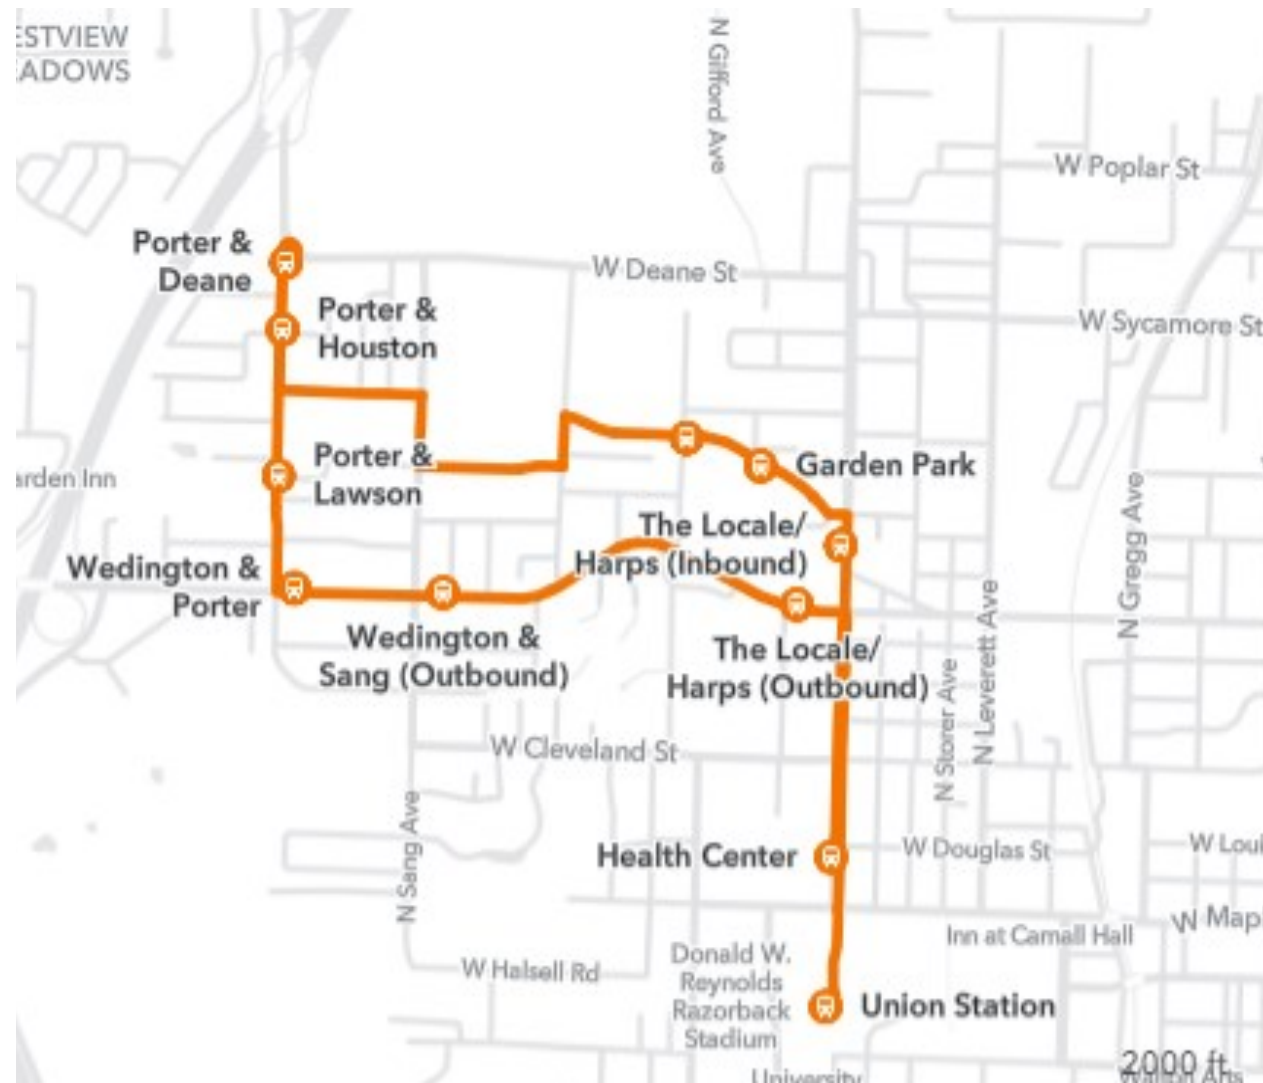 ESTVIEW
EADOWS
N Gifford Ave
W Poplar St
Porter &
Deane
W Deane St
Porter &
Houston
W Sycamore St
Porter &
Lawson
Garden Park
arden Inn
N Gregg Ave
The Locale/
Harps (Inbound)
Wedington &
Porter
Wedington &
Sang (Outbound)
The Locale/
Harps (Outbound)
N Storer Ave
N Leverett Ave
W Cleveland St
N Sang Ave
Health Center
W Douglas St
W Loui
W Mapl
Inn at Carnall Hall
Donald W.
Reynolds
Razorback
Stadium
W Halsell Rd
Union Station
2000 ft
Arts
University